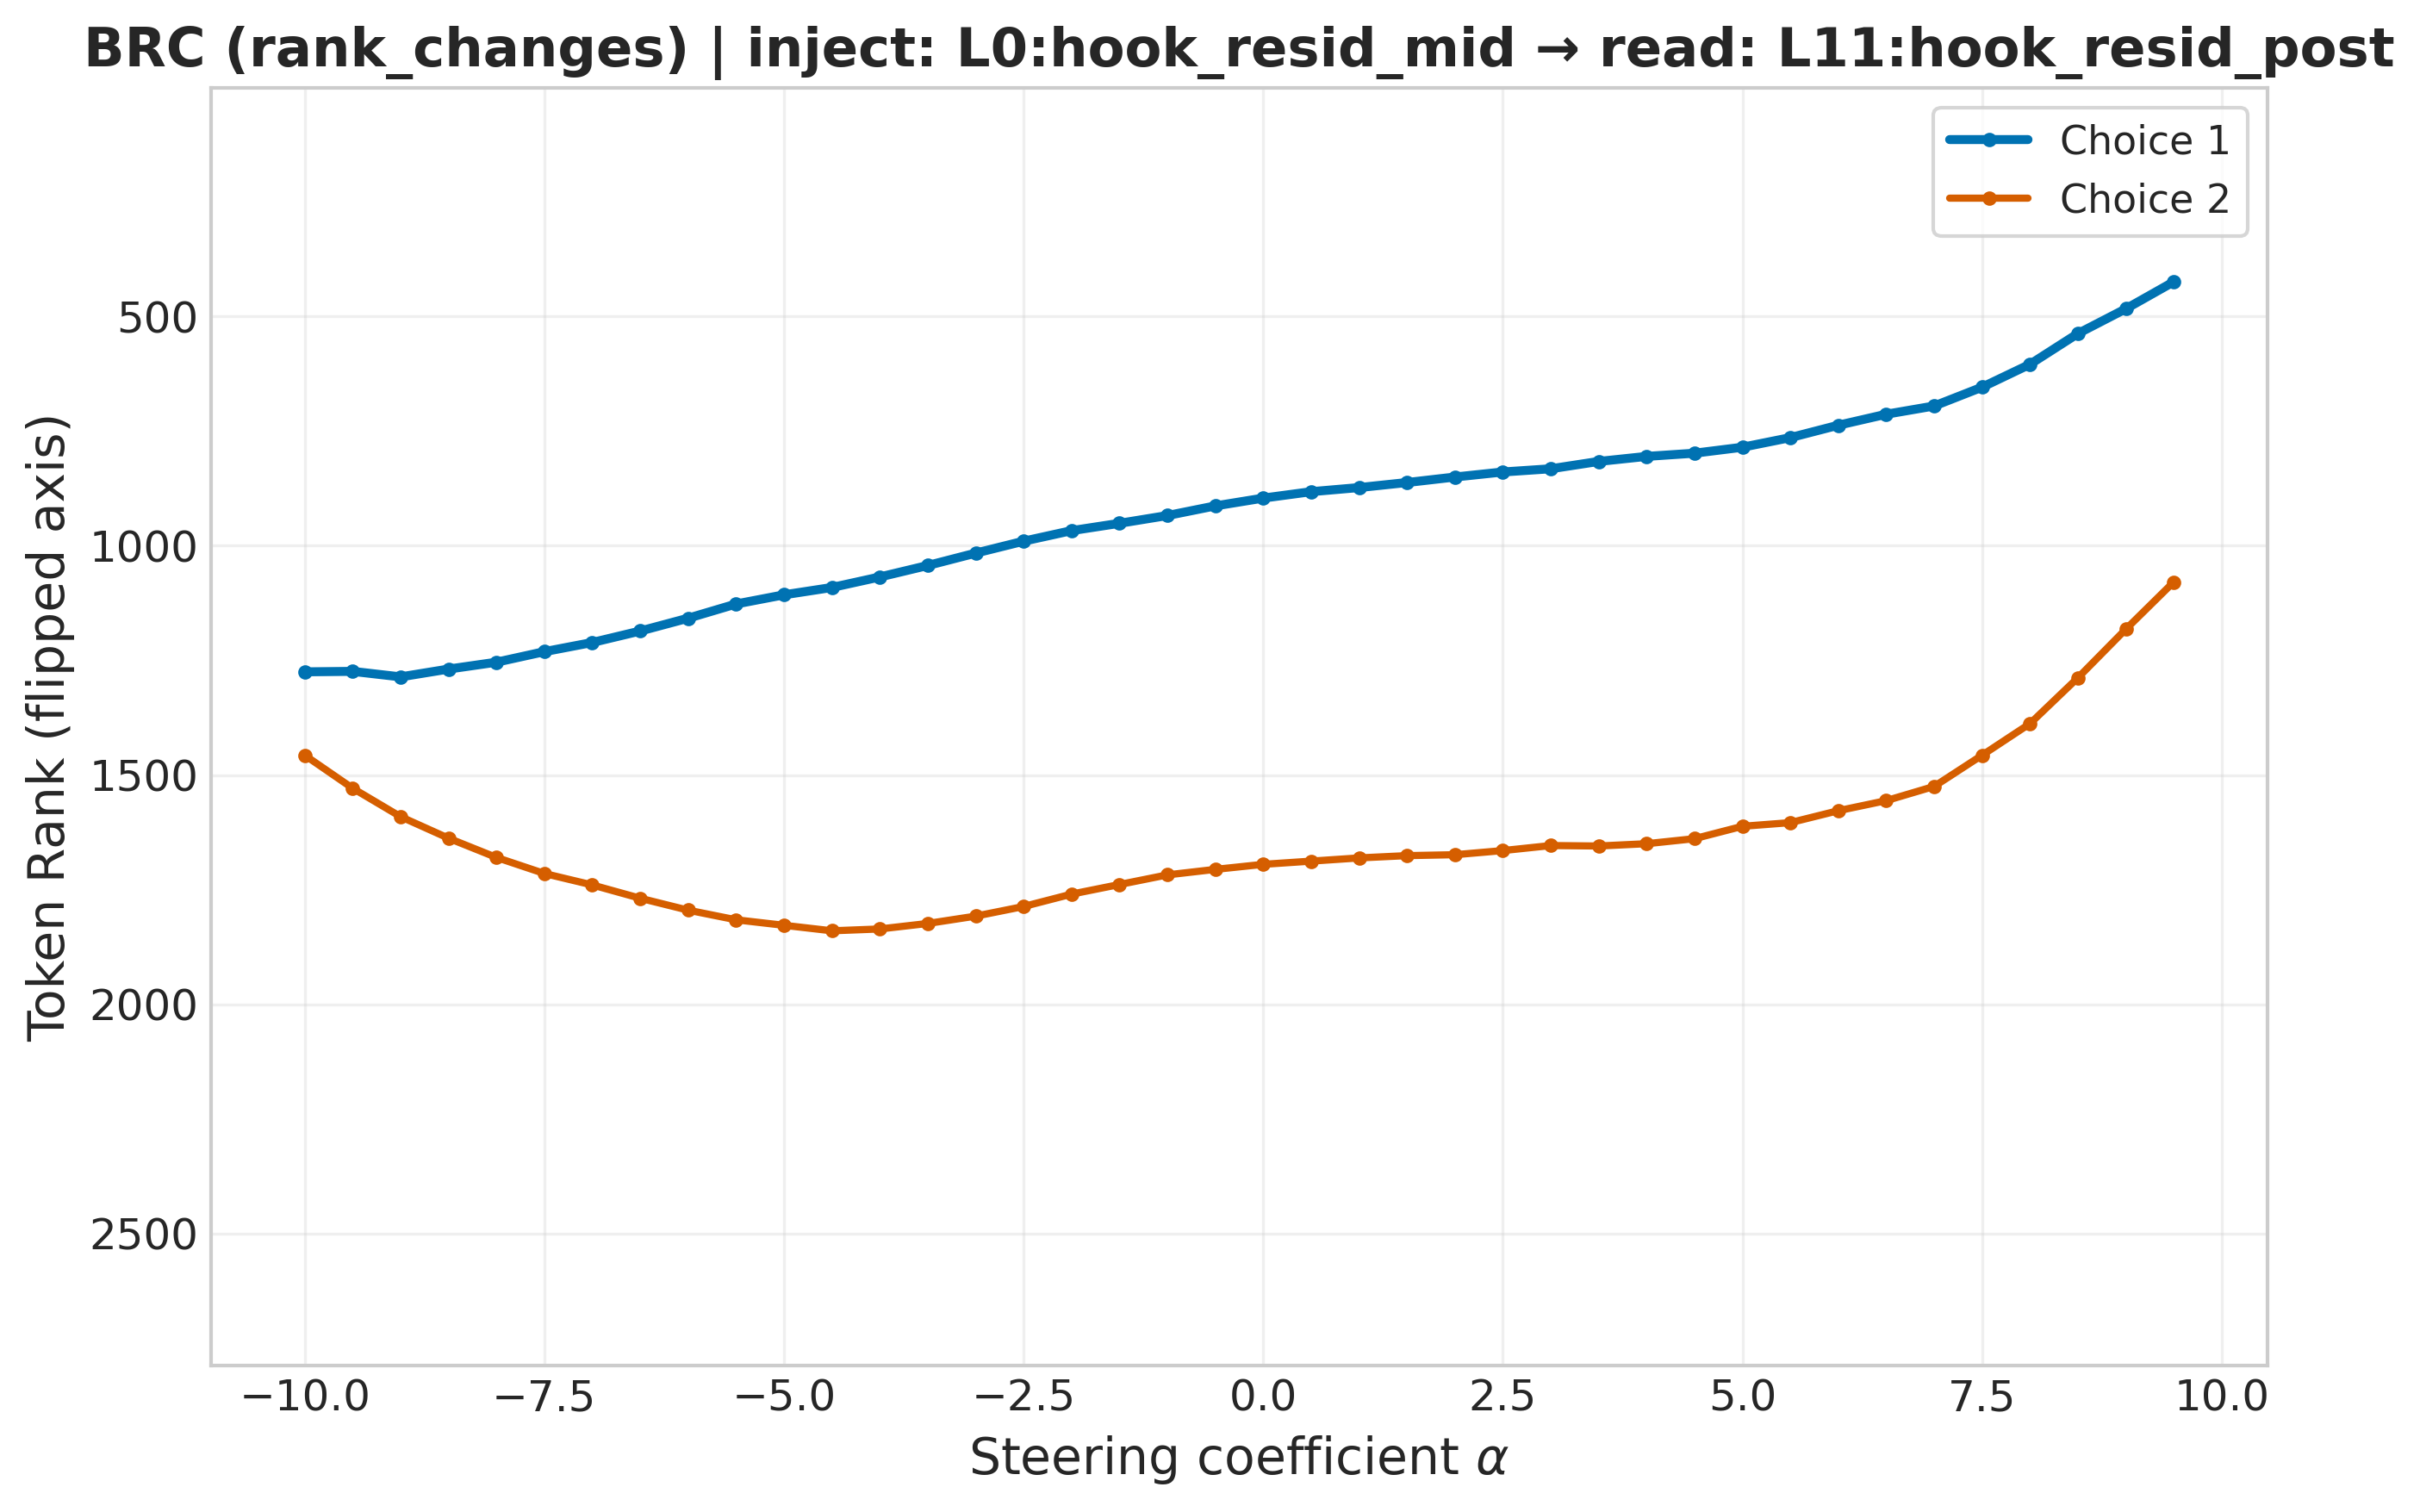 BRC (rank_changes) | inject: L0:hook_resid_mid → read: L11:hook_resid_post
Choice 1
Choice 2
Token Rank (flipped axis)
500
1000
1500
2000
2500
−10.0 −7.5 −5.0 −2.5 0.0 2.5 5.0 7.5 10.0
Steering coefficient α